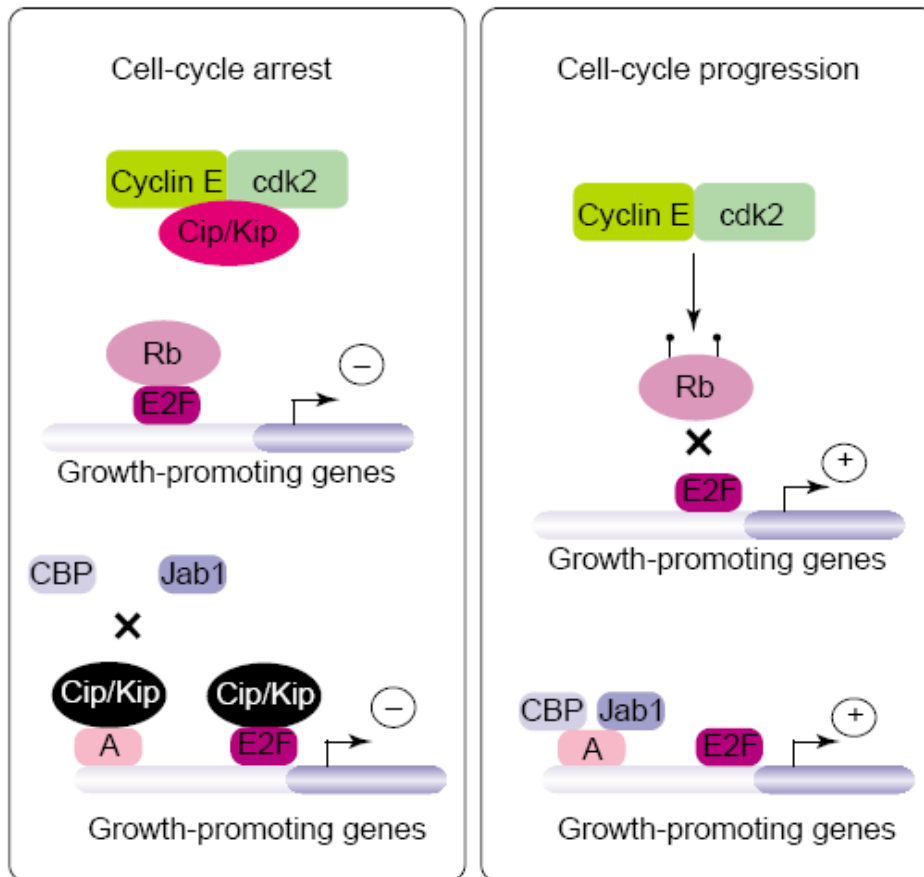 Cell-cycle arrest
Cyclin E cdk2
Cip/Kip
Rb
–
E2F
Growth-promoting genes
CBP Jab1
Cip/Kip Cip/Kip
–
A E2F
Growth-promoting genes
Cell-cycle progression
Cyclin E cdk2
Rb
+
E2F
Growth-promoting genes
CBP Jab1
+
A E2F
Growth-promoting genes